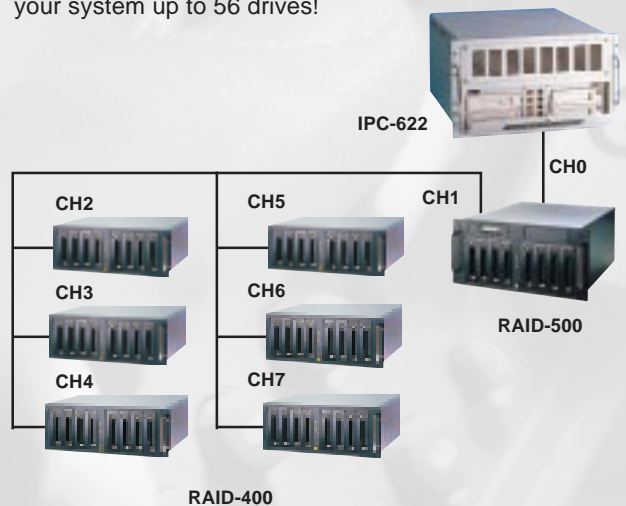 your system up to 56 drives!
IPC-622
CH0
CH1
CH2
CH5
CH3
CH6
RAID-500
CH4
CH7
RAID-400